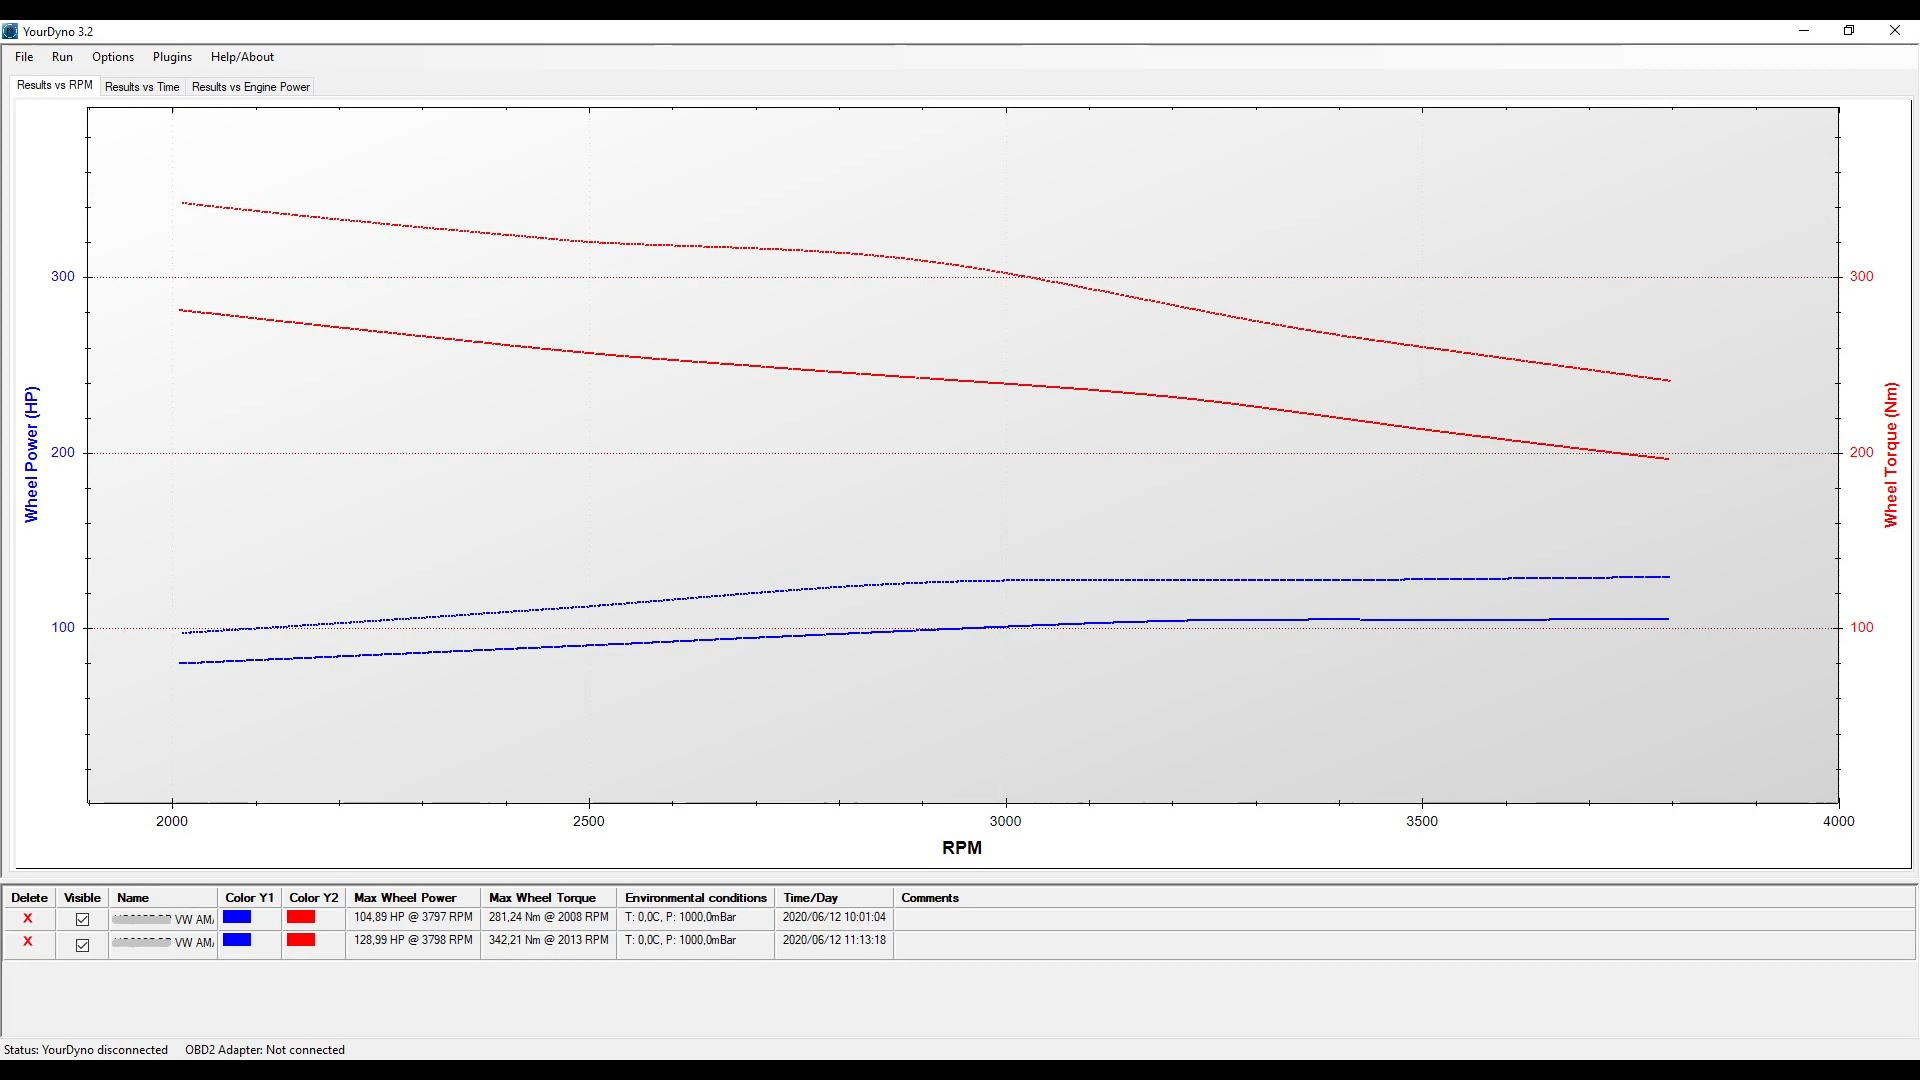 YourDyno 3.2
File Run Options Plugins Help/About
Results vs RPM Results vs Time Results vs Engine Power
300 300
200 200
100 100
Wheel Power (HP)
Wheel Torque (Nm)
2000 2500 3000 3500 4000
RPM
Delete Visible Name Color Y1 Color Y2 Max Wheel Power Max Wheel Torque Environmental conditions Time/Day Comments
X VW AM 104,89 HP @ 3797 RPM 281,24 Nm @ 2008 RPM T: 0,0C, P: 1000,0mBar 2020/06/12 10:01:04
X VW AM 128,99 HP @ 3798 RPM 342,21 Nm @ 2013 RPM T: 0,0C, P: 1000,0mBar 2020/06/12 11:13:18
Status: YourDyno disconnected OBD2 Adapter: Not connected